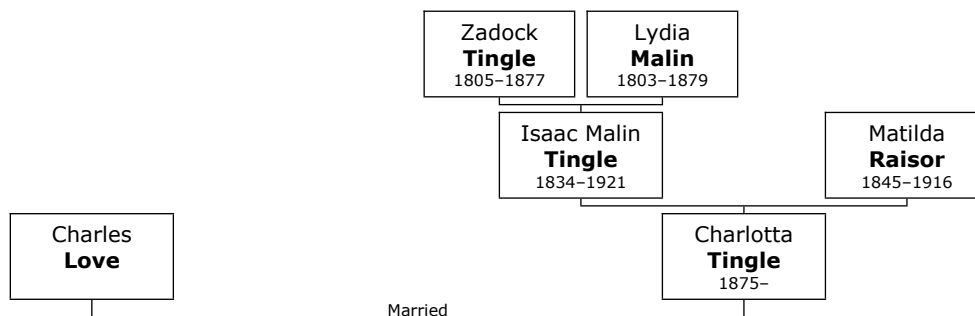 Zadock
Tingle
1805–1877
Lydia
Malin
1803–1879
Isaac Malin
Tingle
1834–1921
Matilda
Raisor
1845–1916
Charles
Love
Charlotta
Tingle
1875–
Married